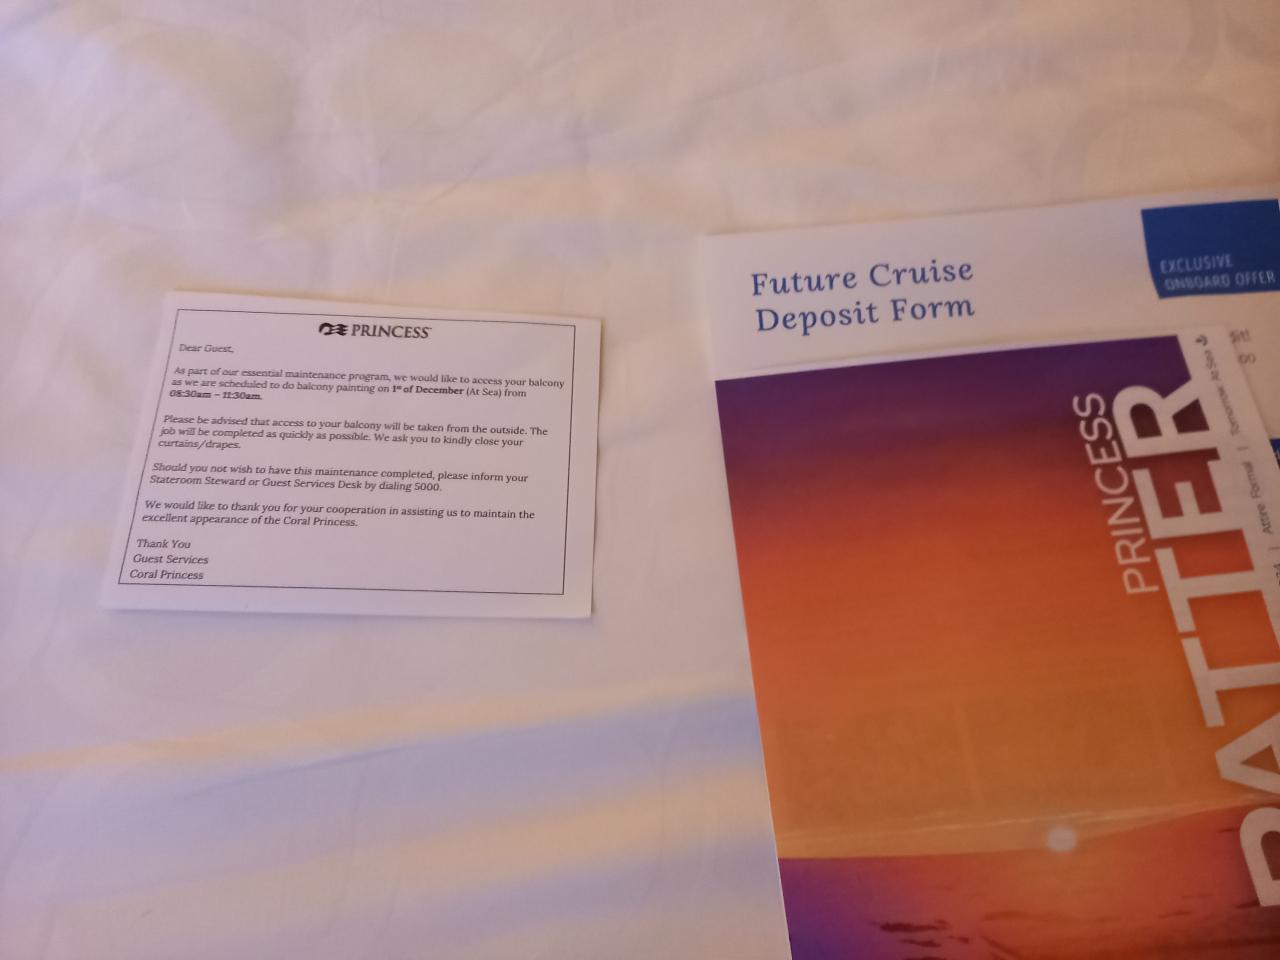 PRINCESS
Dear Guest,
As part of our essential maintenance program, we would like to access your balcony
as we are scheduled to do balcony painting on 1st of December (At Sea) from
08:30am – 11:30am.
Please be advised that access to your balcony will be taken from the outside. The
job will be completed as quickly as possible. We ask you to kindly close your
curtains/drapes.
Should you not wish to have this maintenance completed, please inform your
Stateroom Steward or Guest Services Desk by dialing 5000.
We would like to thank you for your cooperation in assisting us to maintain the
excellent appearance of the Coral Princess.
Thank You
Guest Services
Coral Princess
Future Cruise
Deposit Form
EXCLUSIVE
ONBOARD OFFER
PRINCESS
PATTER
Attire: Formal | Tomorrow: At Sea